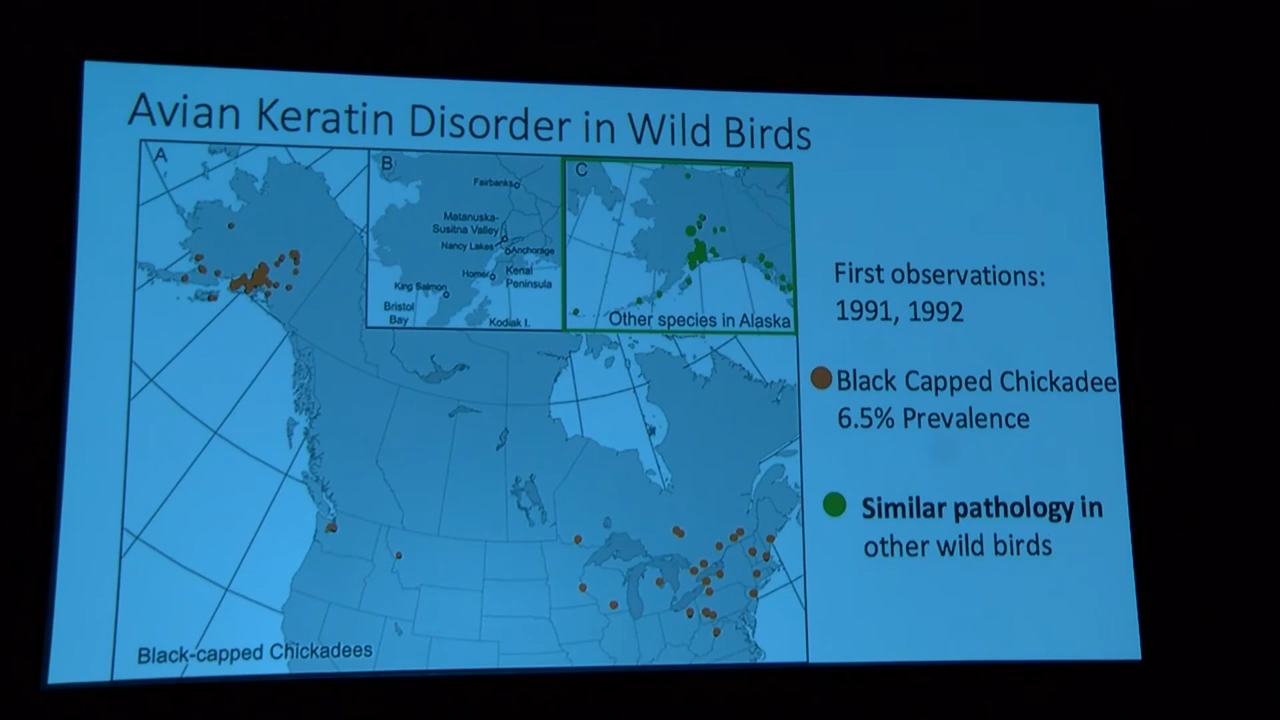 Avian Keratin Disorder in Wild Birds
A
B
Fairbanks
Matanuska-
Susitna Valley
Nancy Lakes
Anchorage
Homer
Kenai
Peninsula
King Salmon
Bristol
Bay
Kodiak I.
C
Other species in Alaska
First observations:
1991, 1992
Black Capped Chickadee
6.5% Prevalence
Similar pathology in
other wild birds
Black-capped Chickadees